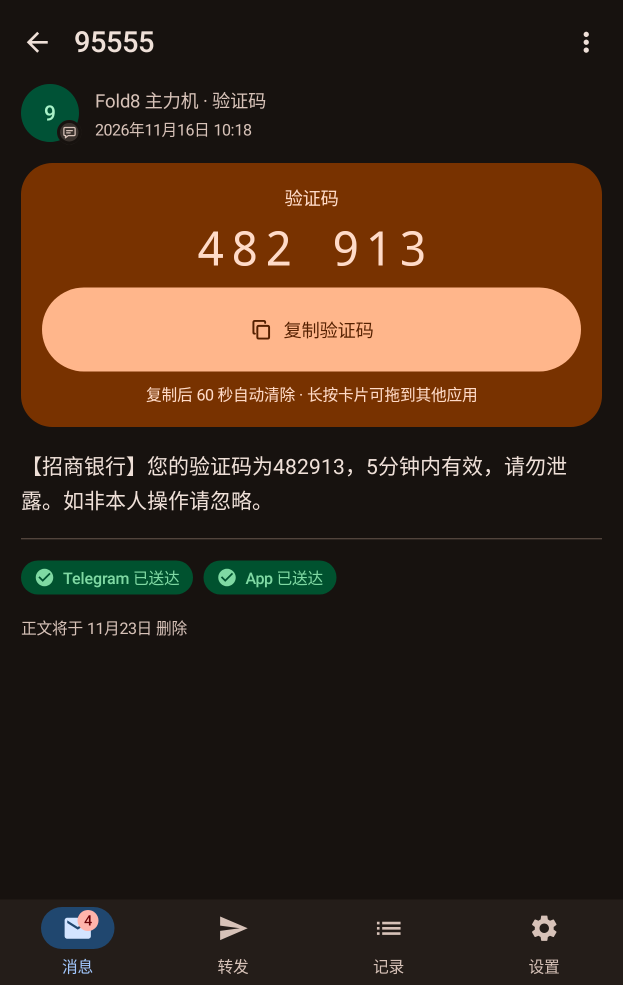 95555
9
Fold8 主力机 · 验证码
2026年11月16日 10:18
验证码
482 913
复制验证码
复制后 60 秒自动清除 · 长按卡片可拖到其他应用
【招商银行】您的验证码为482913，5分钟内有效，请勿泄
露。如非本人操作请忽略。
Telegram 已送达 App 已送达
正文将于 11月23日 删除
4
消息 转发 记录 设置